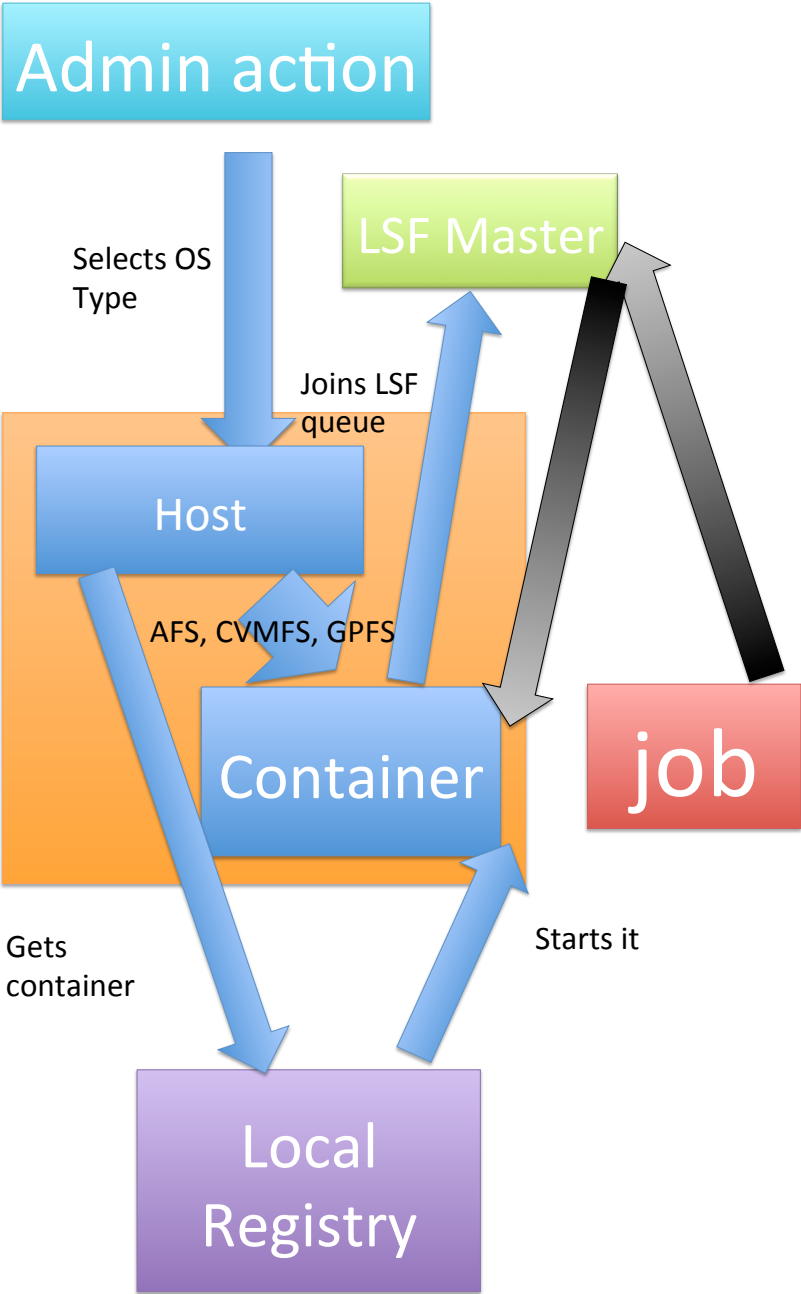 Admin action
LSF Master
Selects OS
Type
Joins LSF
queue
Host
AFS, CVMFS, GPFS
Container
job
Gets
container
Starts it
Local
Registry